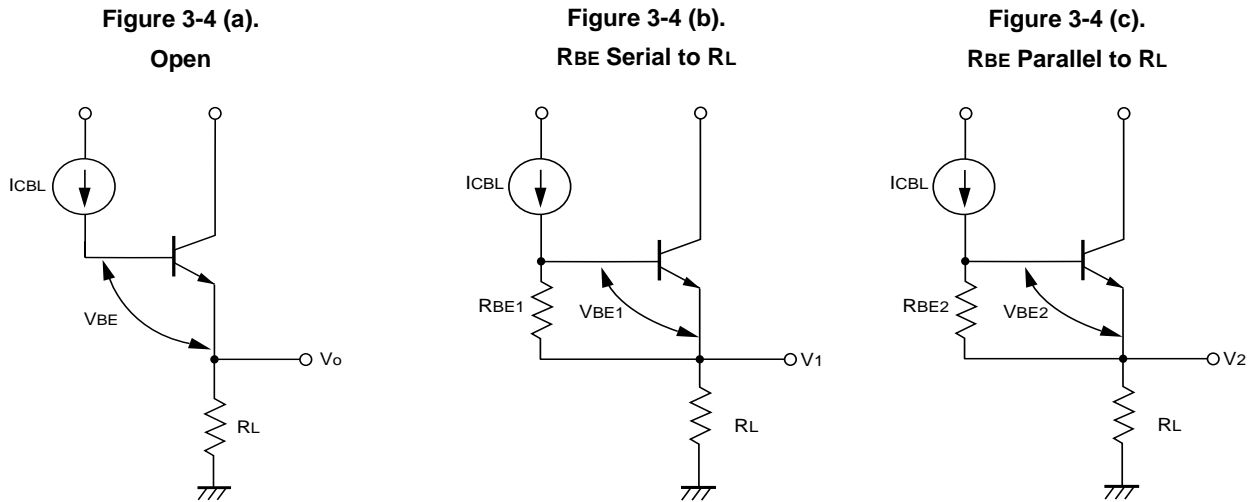 Figure 3-4 (a).
Open
ICBL
VBE
Vo
RL
Figure 3-4 (b).
RBE Serial to RL
ICBL
RBE1
VBE1
V1
RL
Figure 3-4 (c).
RBE Parallel to RL
ICBL
RBE2
VBE2
V2
RL